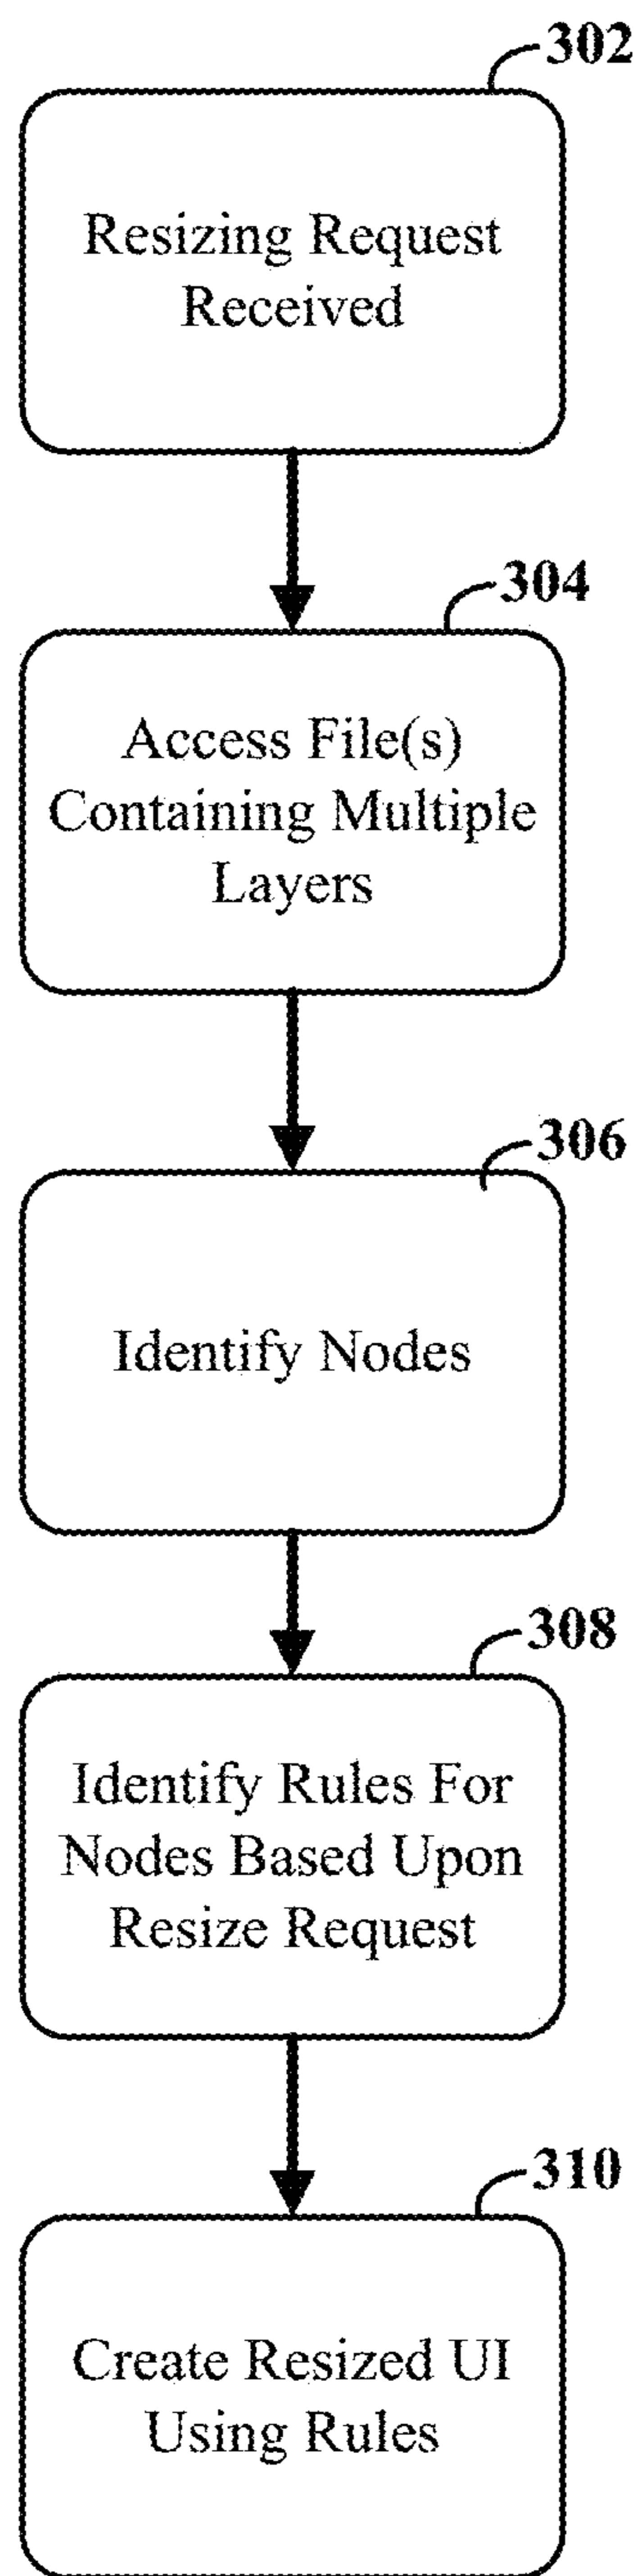 302
Resizing Request
Received
304
Access File(s)
Containing Multiple
Layers
306
Identify Nodes
308
Identify Rules For
Nodes Based Upon
Resize Request
310
Create Resized UI
Using Rules